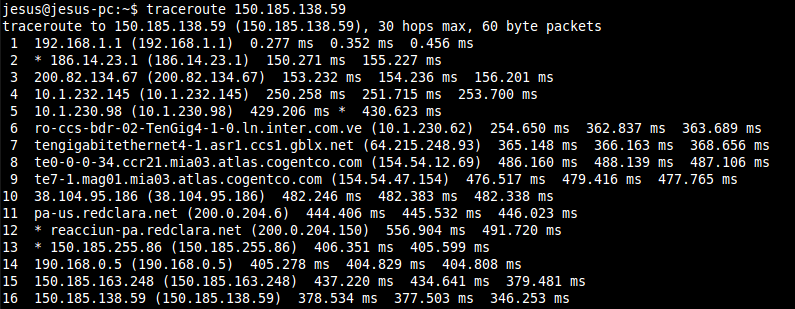 jesus@jesus-pc:~$ traceroute 150.185.138.59
traceroute to 150.185.138.59 (150.185.138.59), 30 hops max, 60 byte packets
 1  192.168.1.1 (192.168.1.1)  0.277 ms  0.352 ms  0.456 ms
 2  * 186.14.23.1 (186.14.23.1)  150.271 ms  155.227 ms
 3  200.82.134.67 (200.82.134.67)  153.232 ms  154.236 ms  156.201 ms
 4  10.1.232.145 (10.1.232.145)  250.258 ms  251.715 ms  253.700 ms
 5  10.1.230.98 (10.1.230.98)  429.206 ms *  430.623 ms
 6  ro-ccs-bdr-02-TenGig4-1-0.ln.inter.com.ve (10.1.230.62)  254.650 ms  362.837 ms  363.689 ms
 7  tengigabitethernet4-1.asr1.ccs1.gblx.net (64.215.248.93)  365.148 ms  366.163 ms  368.656 ms
 8  te0-0-0-34.ccr21.mia03.atlas.cogentco.com (154.54.12.69)  486.160 ms  488.139 ms  487.106 ms
 9  te7-1.mag01.mia03.atlas.cogentco.com (154.54.47.154)  476.517 ms  479.416 ms  477.765 ms
10  38.104.95.186 (38.104.95.186)  482.246 ms  482.383 ms  482.338 ms
11  pa-us.redclara.net (200.0.204.6)  444.406 ms  445.532 ms  446.023 ms
12  * reacciun-pa.redclara.net (200.0.204.150)  556.904 ms  491.720 ms
13  * 150.185.255.86 (150.185.255.86)  406.351 ms  405.599 ms
14  190.168.0.5 (190.168.0.5)  405.278 ms  404.829 ms  404.808 ms
15  150.185.163.248 (150.185.163.248)  437.220 ms  434.641 ms  379.481 ms
16  150.185.138.59 (150.185.138.59)  378.534 ms  377.503 ms  346.253 ms